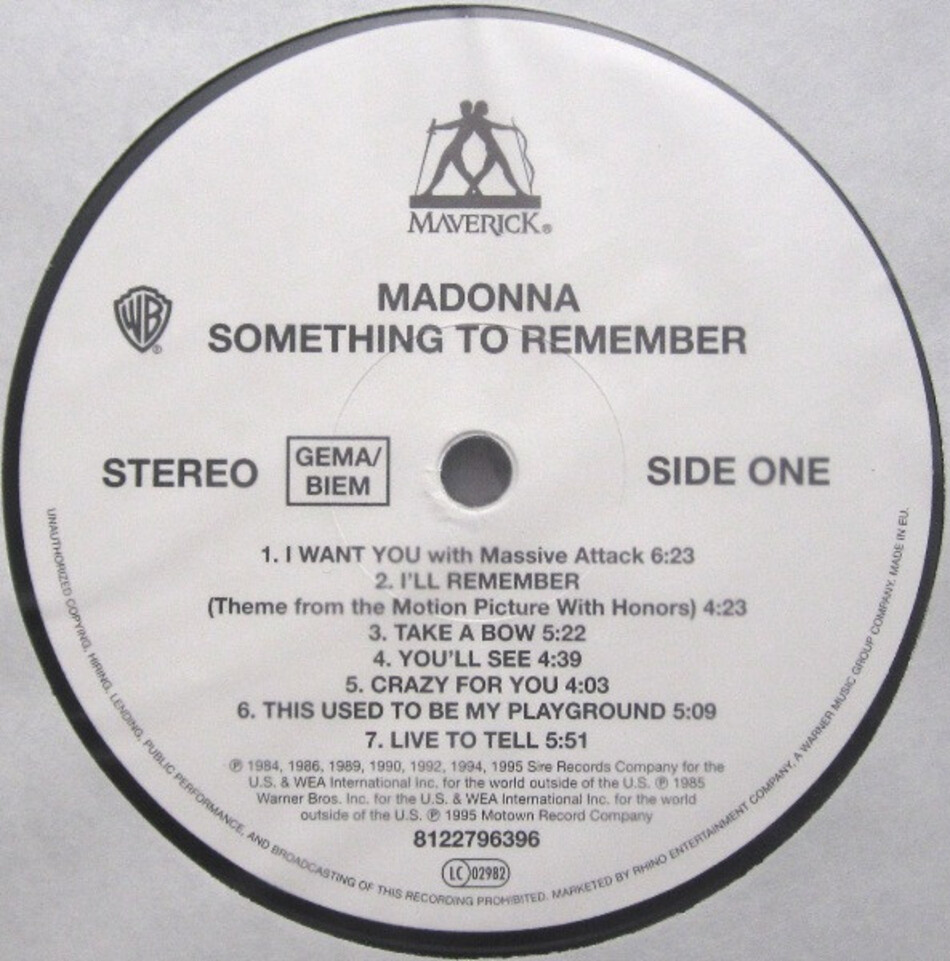 MAVERICK®
MADONNA
WB®
SOMETHING TO REMEMBER
STEREO
GEMA/
BIEM
SIDE ONE
1. I WANT YOU with Massive Attack 6:23
2. I'LL REMEMBER
(Theme from the Motion Picture With Honors) 4:23
3. TAKE A BOW 5:22
4. YOU'LL SEE 4:39
5. CRAZY FOR YOU 4:03
6. THIS USED TO BE MY PLAYGROUND 5:09
7. LIVE TO TELL 5:51
℗ 1984, 1986, 1989, 1990, 1992, 1994, 1995 Sire Records Company for the
U.S. & WEA International Inc. for the world outside of the U.S. ℗ 1985
Warner Bros. Inc. for the U.S. & WEA International Inc. for the world
outside of the U.S. ℗ 1995 Motown Record Company
8122796396
LC 02982
UNAUTHORIZED COPYING, HIRING, LENDING, PUBLIC PERFORMANCE, AND BROADCASTING OF THIS RECORDING PROHIBITED. MARKETED BY RHINO ENTERTAINMENT COMPANY, A WARNER MUSIC GROUP COMPANY. MADE IN EU.